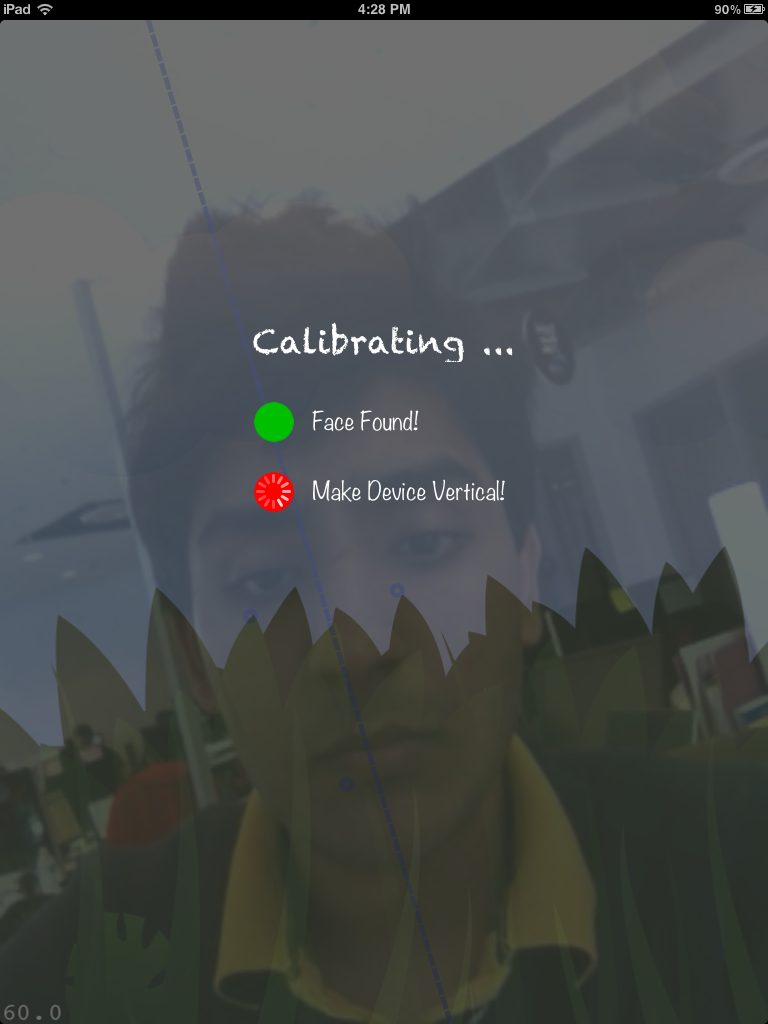 iPad 4:28 PM 90%
Calibrating ...
Face Found!
Make Device Vertical!
60.0